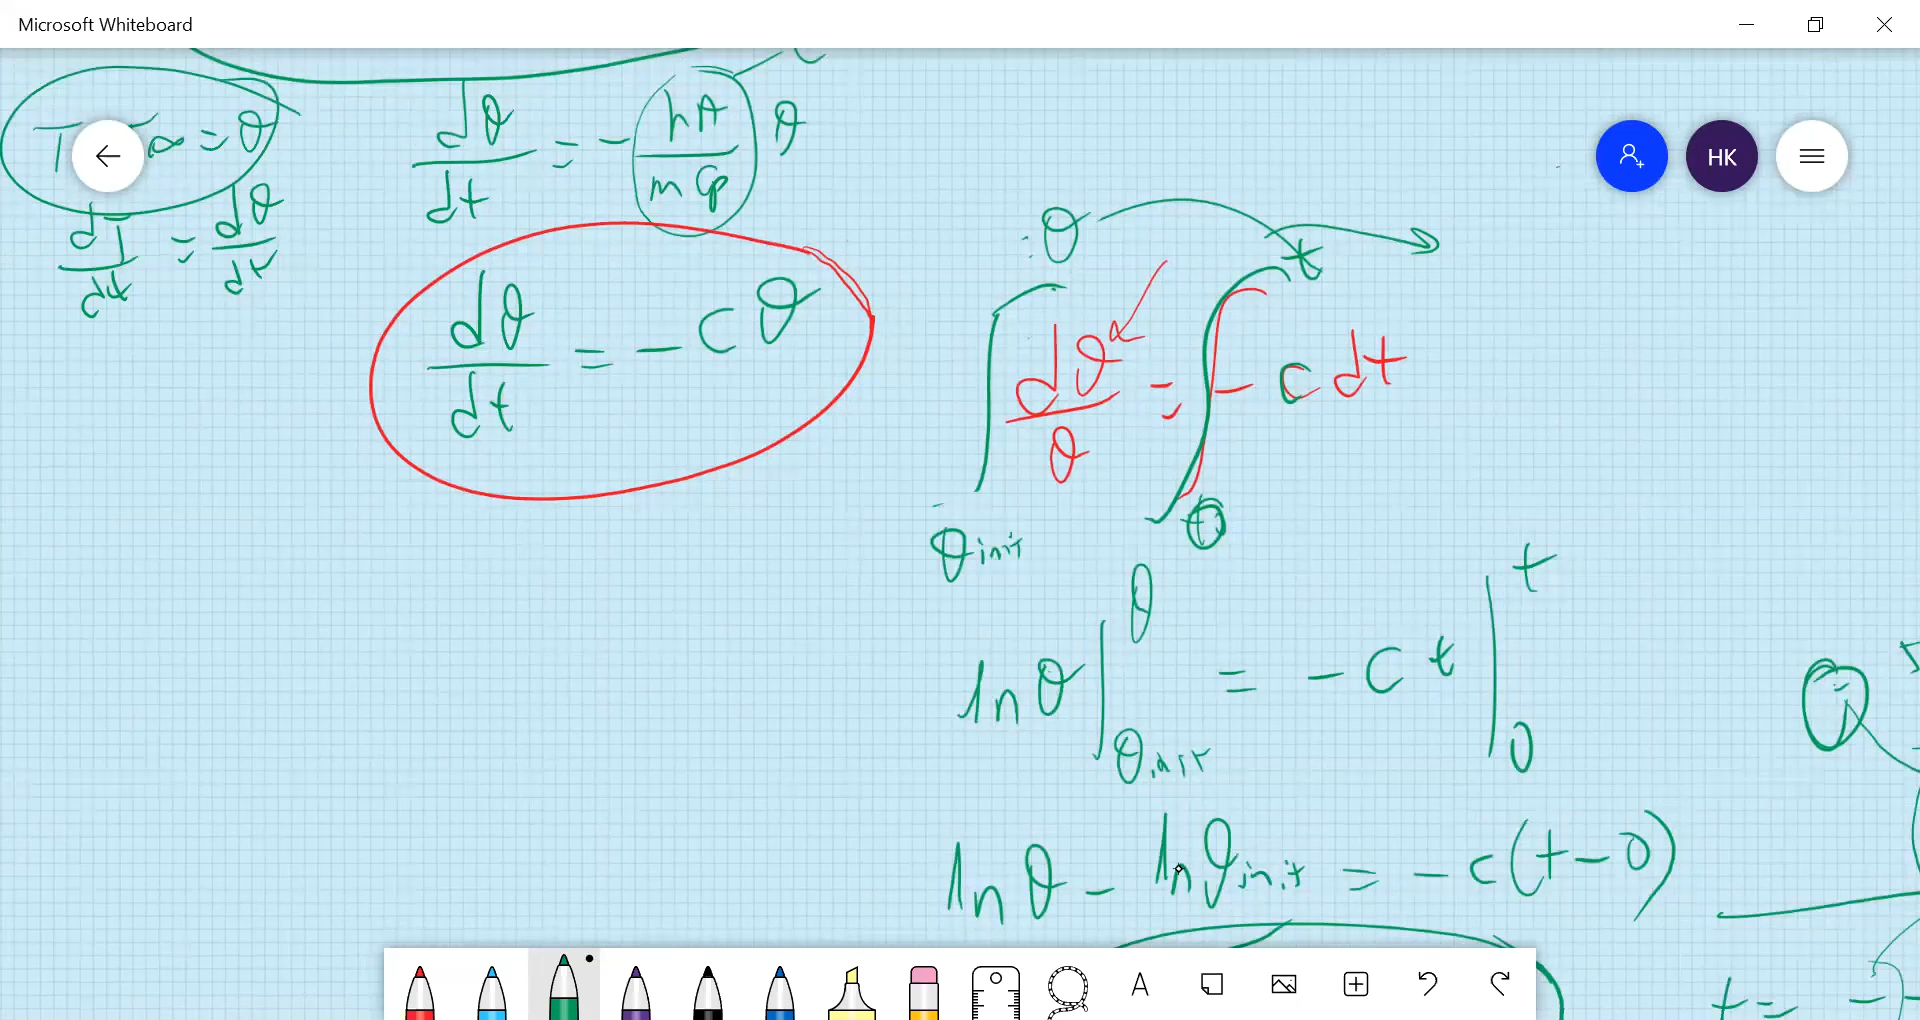 Microsoft Whiteboard
T - T∞ = θ
dT/dt = dθ/dt
dθ/dt = - hA/mCp θ
dθ/dt = - c θ
HK
∫_{θinit}^{θ} dθ/θ = ∫_{0}^{t} - c dt
ln θ |_{θinit}^{θ} = - c t |_{0}^{t}
ln θ - ln θinit = - c (t - 0)
t = -
A